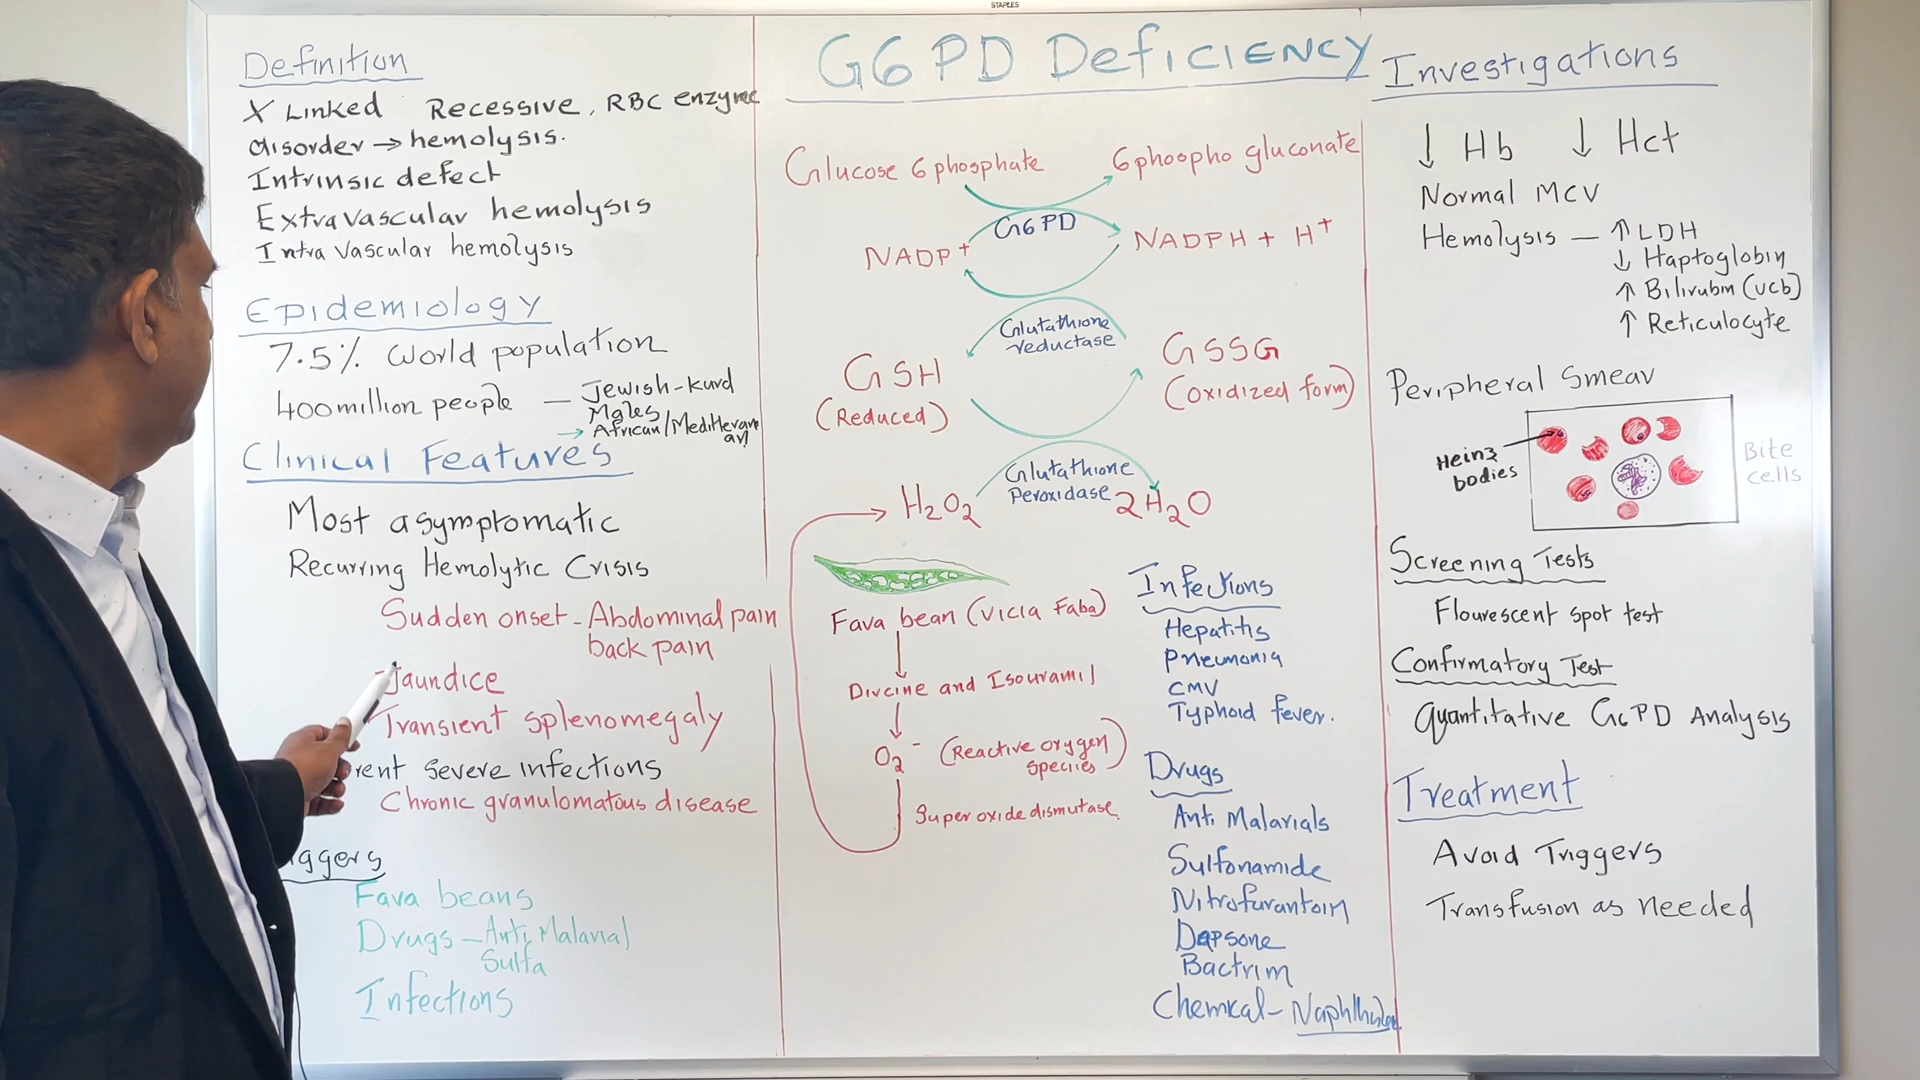 STAPLES
G6PD Deficiency
Definition
X Linked Recessive, RBC enzyme
disorder → hemolysis.
Intrinsic defect
Extravascular hemolysis
Intra Vascular hemolysis
Epidemiology
7.5% World population
400 million people — Jewish-Kurd
Males
→ African/Mediterranean
Clinical Features
Most asymptomatic
Recurring Hemolytic Crisis
Sudden onset - Abdominal pain
back pain
- Jaundice
Transient splenomegaly
severe infections
Chronic granulomatous disease
Fava beans
Drugs - Anti Malarial
Sulfa
Infections
Glucose 6 phosphate
6 phospho gluconate
G6PD
NADP+
NADPH + H+
Glutathione
reductase
GSH
(Reduced)
GSSG
(oxidized form)
Glutathione
Peroxidase
H2O2
2H2O
Fava bean (Vicia Faba)
Divcine and Isouramil
O2- (Reactive oxygen
species)
Super oxide dismutase
Infections
Hepatitis
Pneumonia
CMV
Typhoid fever.
Drugs
Anti Malarials
Sulfonamide
Nitrofurantoin
Dapsone
Bactrim
Chemical -
Investigations
↓ Hb ↓ Hct
Normal MCV
Hemolysis — ↑ LDH
↓ Haptoglobin
↑ Bilirubin (ucb)
↑ Reticulocyte
Peripheral Smear
Heinz
bodies
Bite
cells
Screening Tests
Flourescent spot test
Confirmatory Test
Quantitative G6PD Analysis
Treatment
Avoid Triggers
Transfusion as needed